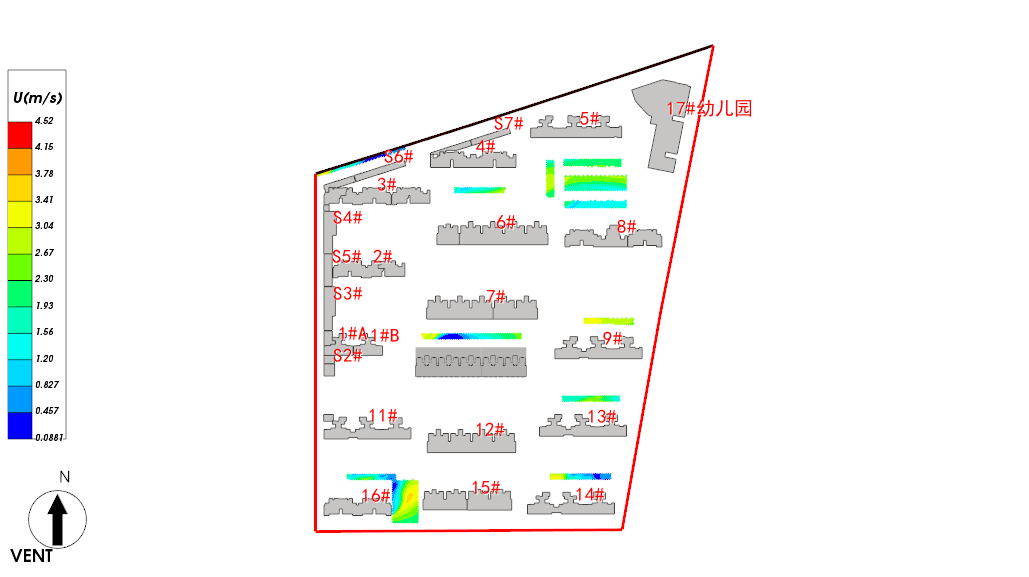 U(m/s)
4.52
4.15
3.78
3.41
3.04
2.67
2.30
1.93
1.56
1.20
0.827
0.457
0.0881
N
VENT
17#幼儿园
S7#
5#
4#
S6#
3#
S4#
6#
8#
S5#
2#
S3#
7#
1#A
1#B
9#
S2#
11#
12#
13#
16#
15#
14#